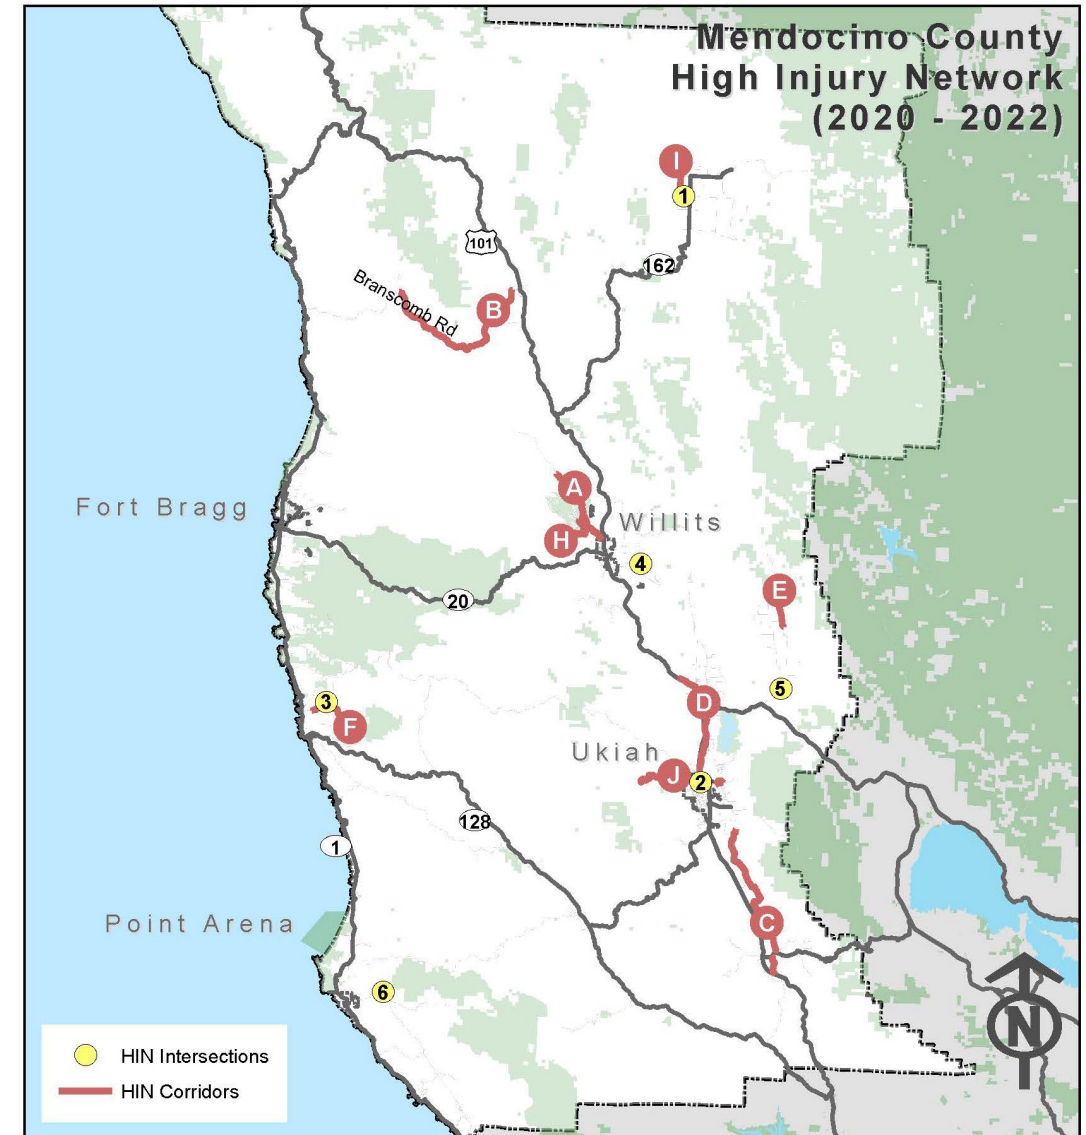 Mendocino County
High Injury Network
(2020 - 2022)
I
1
101
162
Branscomb Rd
B
A
Fort Bragg
Willits
H
4
E
20
5
3
D
F
Ukiah
J
2
128
1
C
Point Arena
6
N
HIN Intersections
HIN Corridors